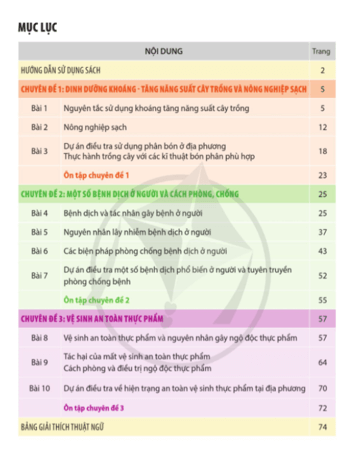 MỤC LỤC
NỘI DUNG Trang
HƯỚNG DẪN SỬ DỤNG SÁCH 2
CHUYÊN ĐỀ 1: DINH DƯỠNG KHOÁNG - TĂNG NĂNG SUẤT CÂY TRỒNG VÀ NÔNG NGHIỆP SẠCH 5
Bài 1 Nguyên tắc sử dụng khoáng tăng năng suất cây trồng 5
Bài 2 Nông nghiệp sạch 12
Bài 3 Dự án điều tra sử dụng phân bón ở địa phương
Thực hành trồng cây với các kĩ thuật bón phân phù hợp 18
Ôn tập chuyên đề 1 23
CHUYÊN ĐỀ 2: MỘT SỐ BỆNH DỊCH Ở NGƯỜI VÀ CÁCH PHÒNG, CHỐNG 25
Bài 4 Bệnh dịch và tác nhân gây bệnh ở người 25
Bài 5 Nguyên nhân lây nhiễm bệnh dịch ở người 37
Bài 6 Các biện pháp phòng chống bệnh dịch ở người 43
Bài 7 Dự án điều tra một số bệnh dịch phổ biến ở người và tuyên truyền
phòng chống bệnh 52
Ôn tập chuyên đề 2 55
CHUYÊN ĐỀ 3: VỆ SINH AN TOÀN THỰC PHẨM 57
Bài 8 Vệ sinh an toàn thực phẩm và nguyên nhân gây ngộ độc thực phẩm 57
Bài 9 Tác hại của mất vệ sinh an toàn thực phẩm
Cách phòng và điều trị ngộ độc thực phẩm 64
Bài 10 Dự án điều tra về hiện trạng an toàn vệ sinh thực phẩm tại địa phương 70
Ôn tập chuyên đề 3 72
BẢNG GIẢI THÍCH THUẬT NGỮ 74